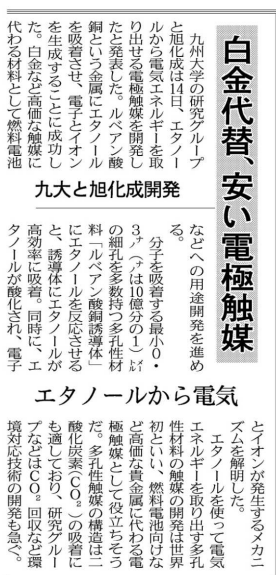 白金代替、安い電極触媒
九大と旭化成開発
エタノールから電気
九州大学の研究グループ
と旭化成は14日、エタノー
ルから電気エネルギーを取
り出せる電極触媒を開発し
たと発表した。ルベアン酸
銅という金属にエタノール
を吸着させ、電子とイオン
を生成することに成功し
た。白金など高価な触媒に
代わる材料として燃料電池
などへの用途開発を進め
る。
分子を吸着する最小0・
3ナノ（ナノは10億分の1）メートル
の細孔を多数持つ多孔性材
料「ルベアン酸銅誘導体」
にエタノールを反応させる
と、誘導体にエタノールが
高効率に吸着。同時に、エ
タノールが酸化され、電子
とイオンが発生するメカニ
ズムを解明した。
エタノールを使って電気
エネルギーを取り出す多孔
性材料の触媒の開発は世界
初といい、燃料電池向けな
ど高価な貴金属に代わる電
極触媒として役立ちそう
だ。多孔性触媒の構造は二
酸化炭素（CO₂）の吸着に
も適しており、研究グルー
プなどはCO₂回収など環
境対応技術の開発も急ぐ。